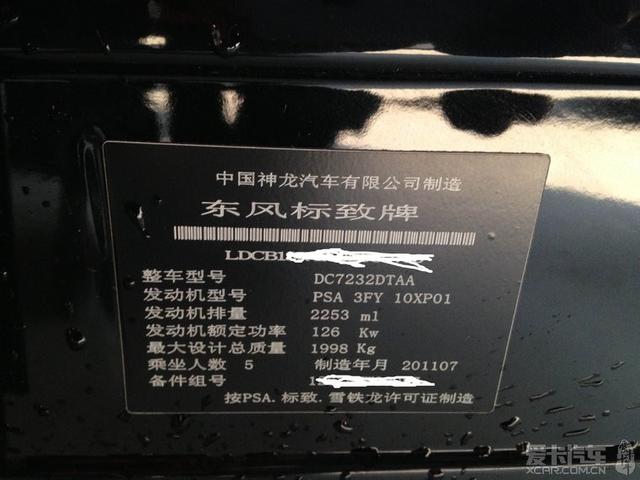 中国神龙汽车有限公司制造
东风标致牌
LDCB1
整车型号 DC7232DTAA
发动机型号 PSA 3FY 10XP01
发动机排量 2253 ml
发动机额定功率 126 Kw
最大设计总质量 1998 Kg
乘坐人数 5 制造年月 201107
备件组号 1
按PSA.标致.雪铁龙许可证制造
爱卡汽车
XCAR.COM.CN